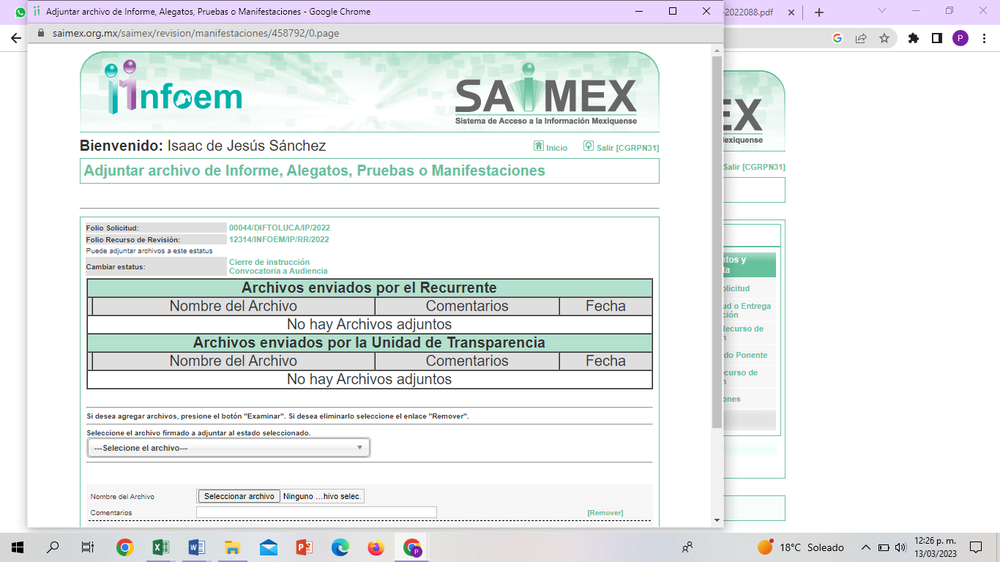 Adjuntar archivo de Informe, Alegatos, Pruebas o Manifestaciones - Google Chrome
-2022088.pdf
saimex.org.mx/saimex/revision/manifestaciones/458792/0.page
P
infoem
SAIMEX
Sistema de Acceso a la Información Mexiquense
EX
Mexiquense
Bienvenido: Isaac de Jesús Sánchez
Inicio
Salir [CGRPN31]
Salir [CGRPN31]
Adjuntar archivo de Informe, Alegatos, Pruebas o Manifestaciones
Folio Solicitud: 00044/DIFTOLUCA/IP/2022
Folio Recurso de Revisión: 12314/INFOEM/IP/RR/2022
Puede adjuntar archivos a este estatus
Cambiar estatus:
Cierre de instrucción
Convocatoria a Audiencia
Archivos enviados por el Recurrente
Nombre del Archivo Comentarios Fecha
No hay Archivos adjuntos
Archivos enviados por la Unidad de Transparencia
Nombre del Archivo Comentarios Fecha
No hay Archivos adjuntos
ntos y
ta
olicitud
ud o Entrega
ción
Recurso de
n
do Ponente
ecurso de
n
ones
Si desea agregar archivos, presione el botón "Examinar". Si desea eliminarlo seleccione el enlace "Remover".
Seleccione el archivo firmado a adjuntar al estado seleccionado.
---Selecione el archivo---
Nombre del Archivo Seleccionar archivo Ninguno ...hivo selec.
Comentarios [Remover]
18°C Soleado
12:26 p. m.
13/03/2023